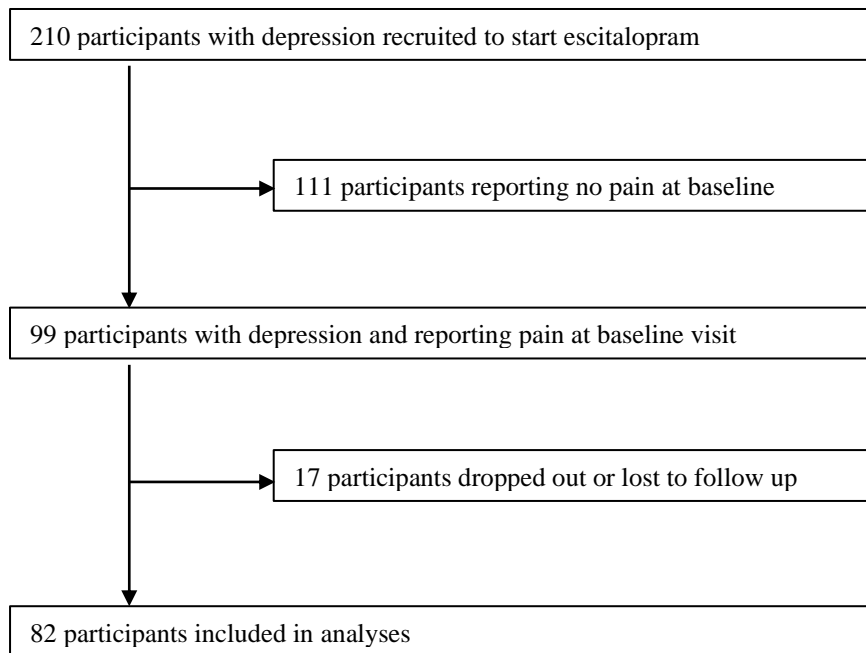 210 participants with depression recruited to start escitalopram
111 participants reporting no pain at baseline
99 participants with depression and reporting pain at baseline visit
17 participants dropped out or lost to follow up
82 participants included in analyses